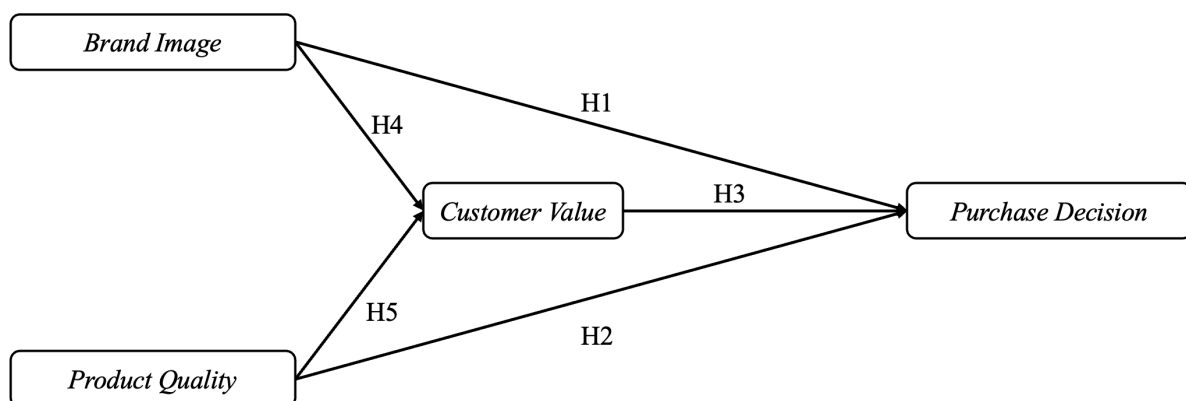 Brand Image
H1
H4
Customer Value
H3
Purchase Decision
H5
H2
Product Quality